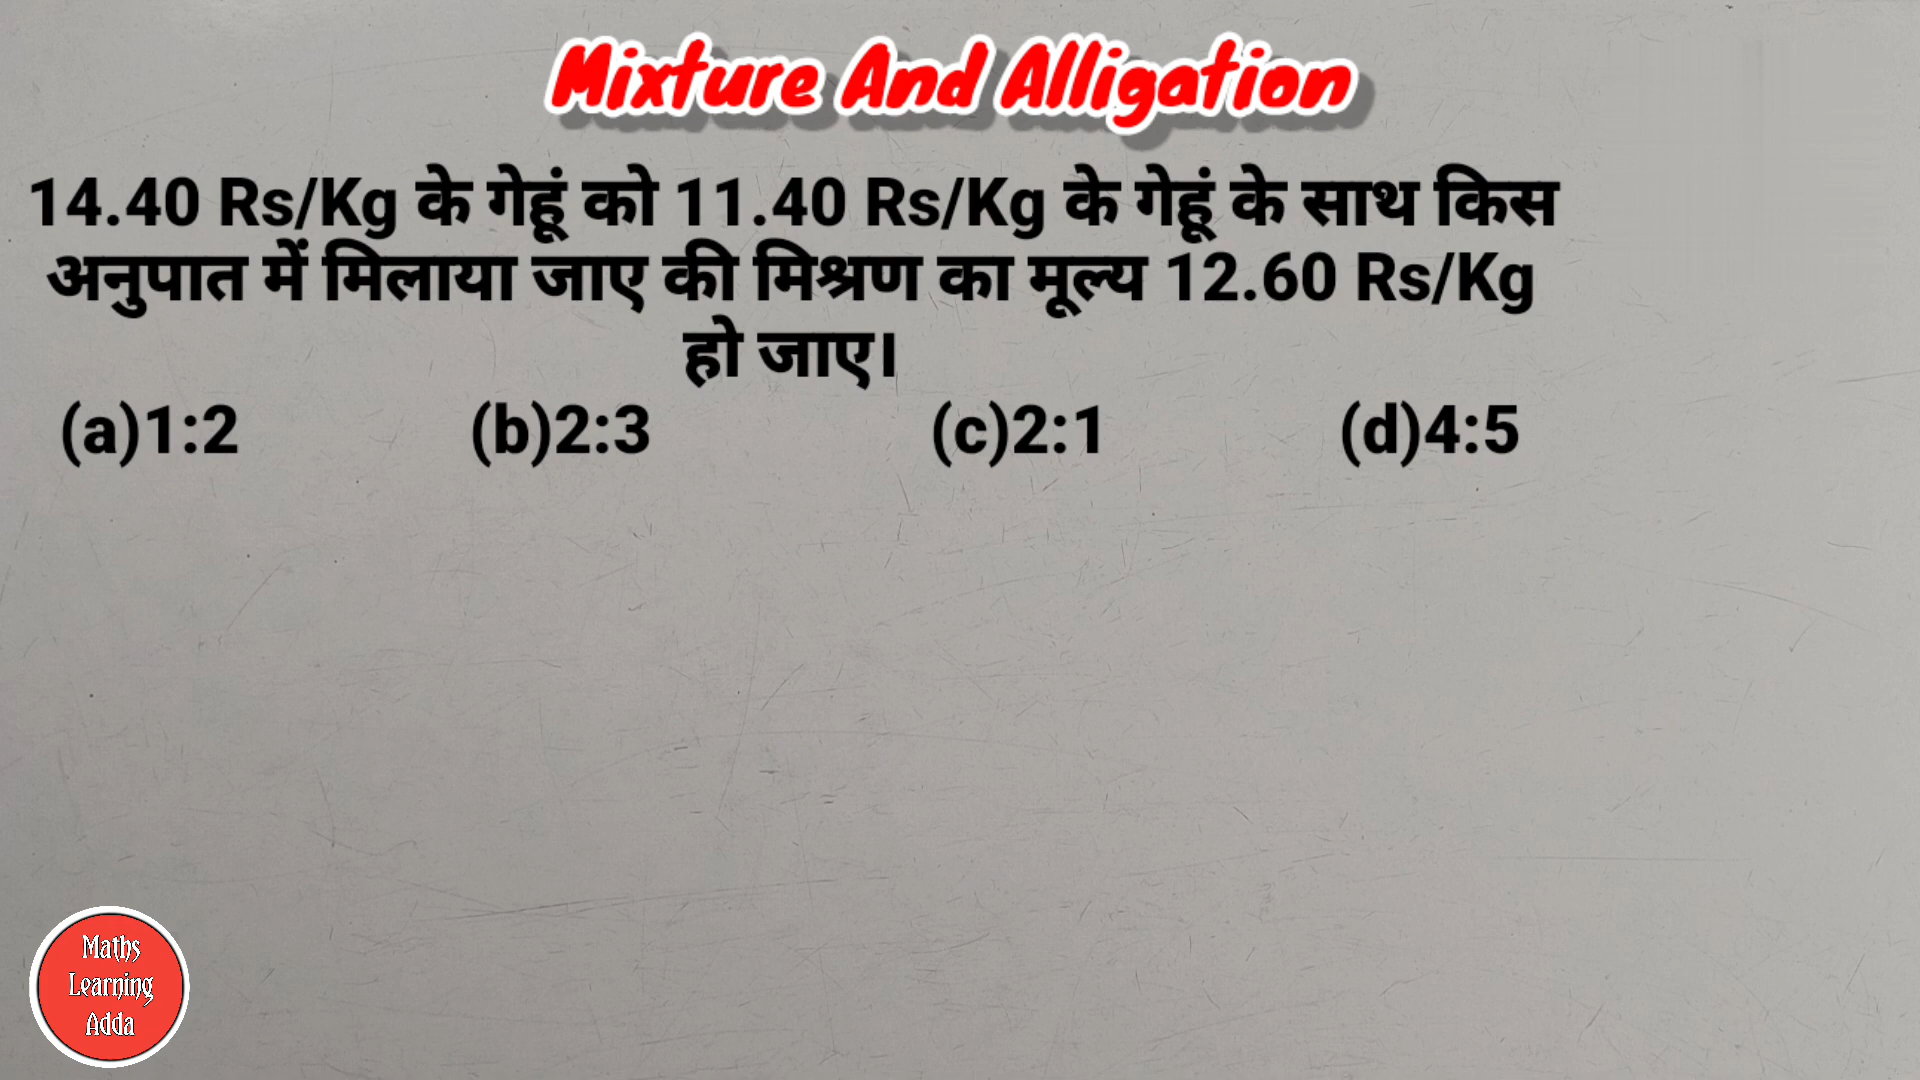 Mixture And Alligation
14.40 Rs/Kg के गेहूं को 11.40 Rs/Kg के गेहूं के साथ किस
अनुपात में मिलाया जाए की मिश्रण का मूल्य 12.60 Rs/Kg
हो जाए।
(a)1:2 (b)2:3 (c)2:1 (d)4:5
Maths
Learning
Adda